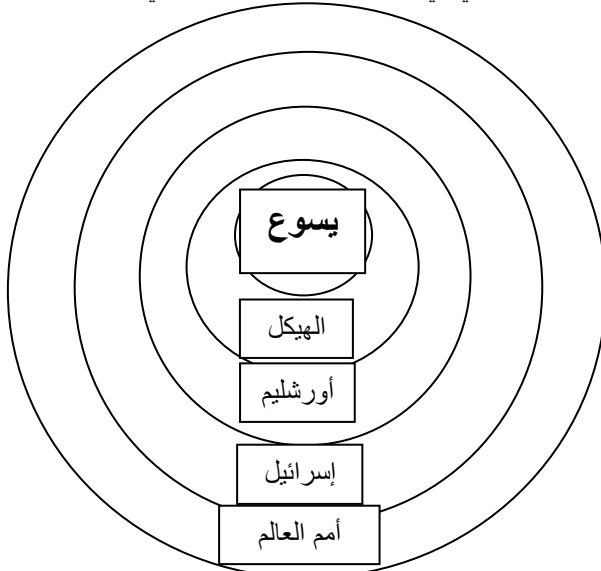 يسوع
الهيكل
أورشليم
إسرائيل
أمم العالم